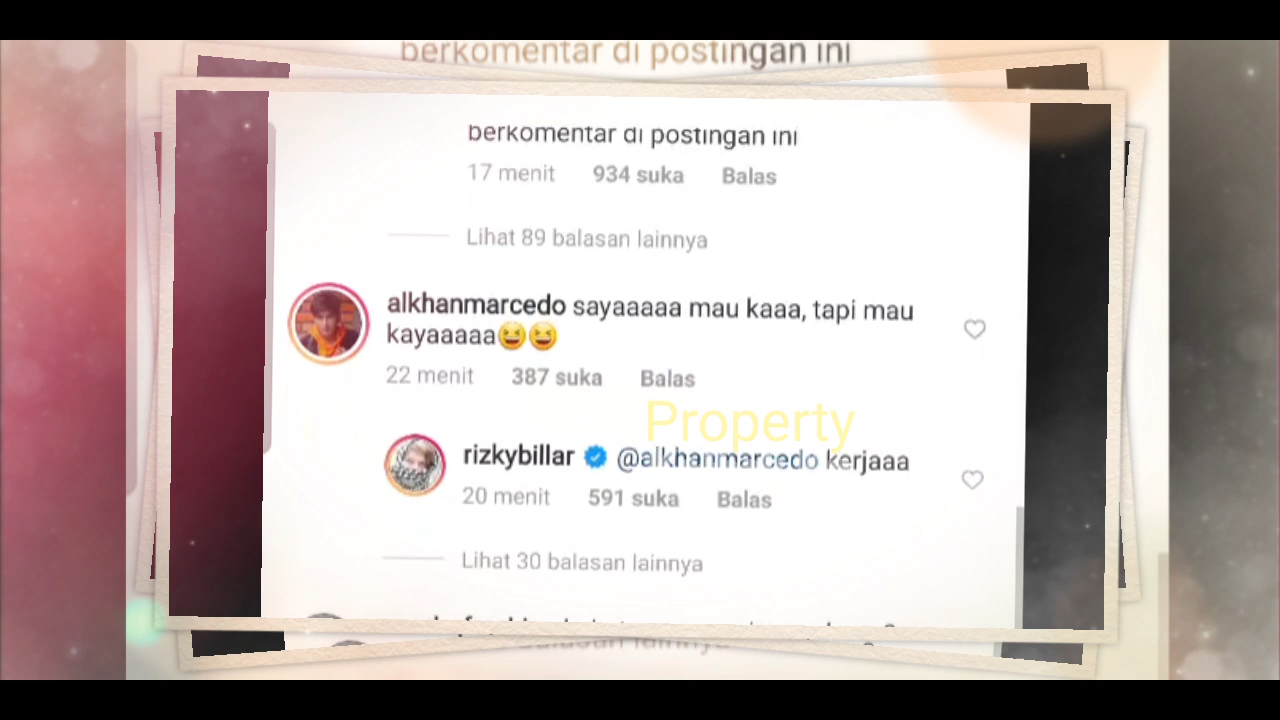 berkomentar di postingan ini
berkomentar di postingan ini
17 menit 934 suka Balas
Lihat 89 balasan lainnya
alkhanmarcedo sayaaaaa mau kaaa, tapi mau
kayaaaaa😆😆
22 menit 387 suka Balas
Property
rizkybillar @alkhanmarcedo kerjaaa
20 menit 591 suka Balas
Lihat 30 balasan lainnya